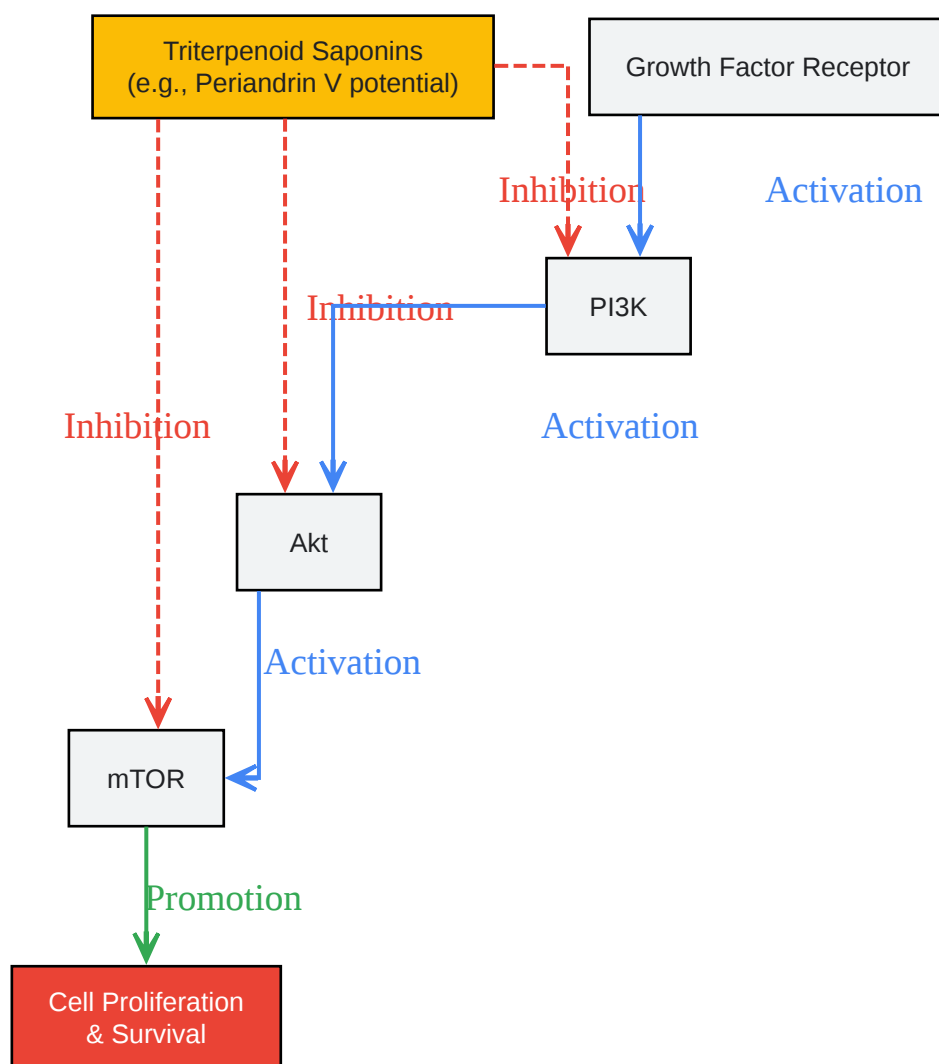 Triterpenoid Saponins
(e.g., Periandrin V potential)
Growth Factor Receptor
Inhibition
Activation
PI3K
Inhibition
Inhibition
Activation
Akt
Activation
mTOR
Promotion
Cell Proliferation
& Survival